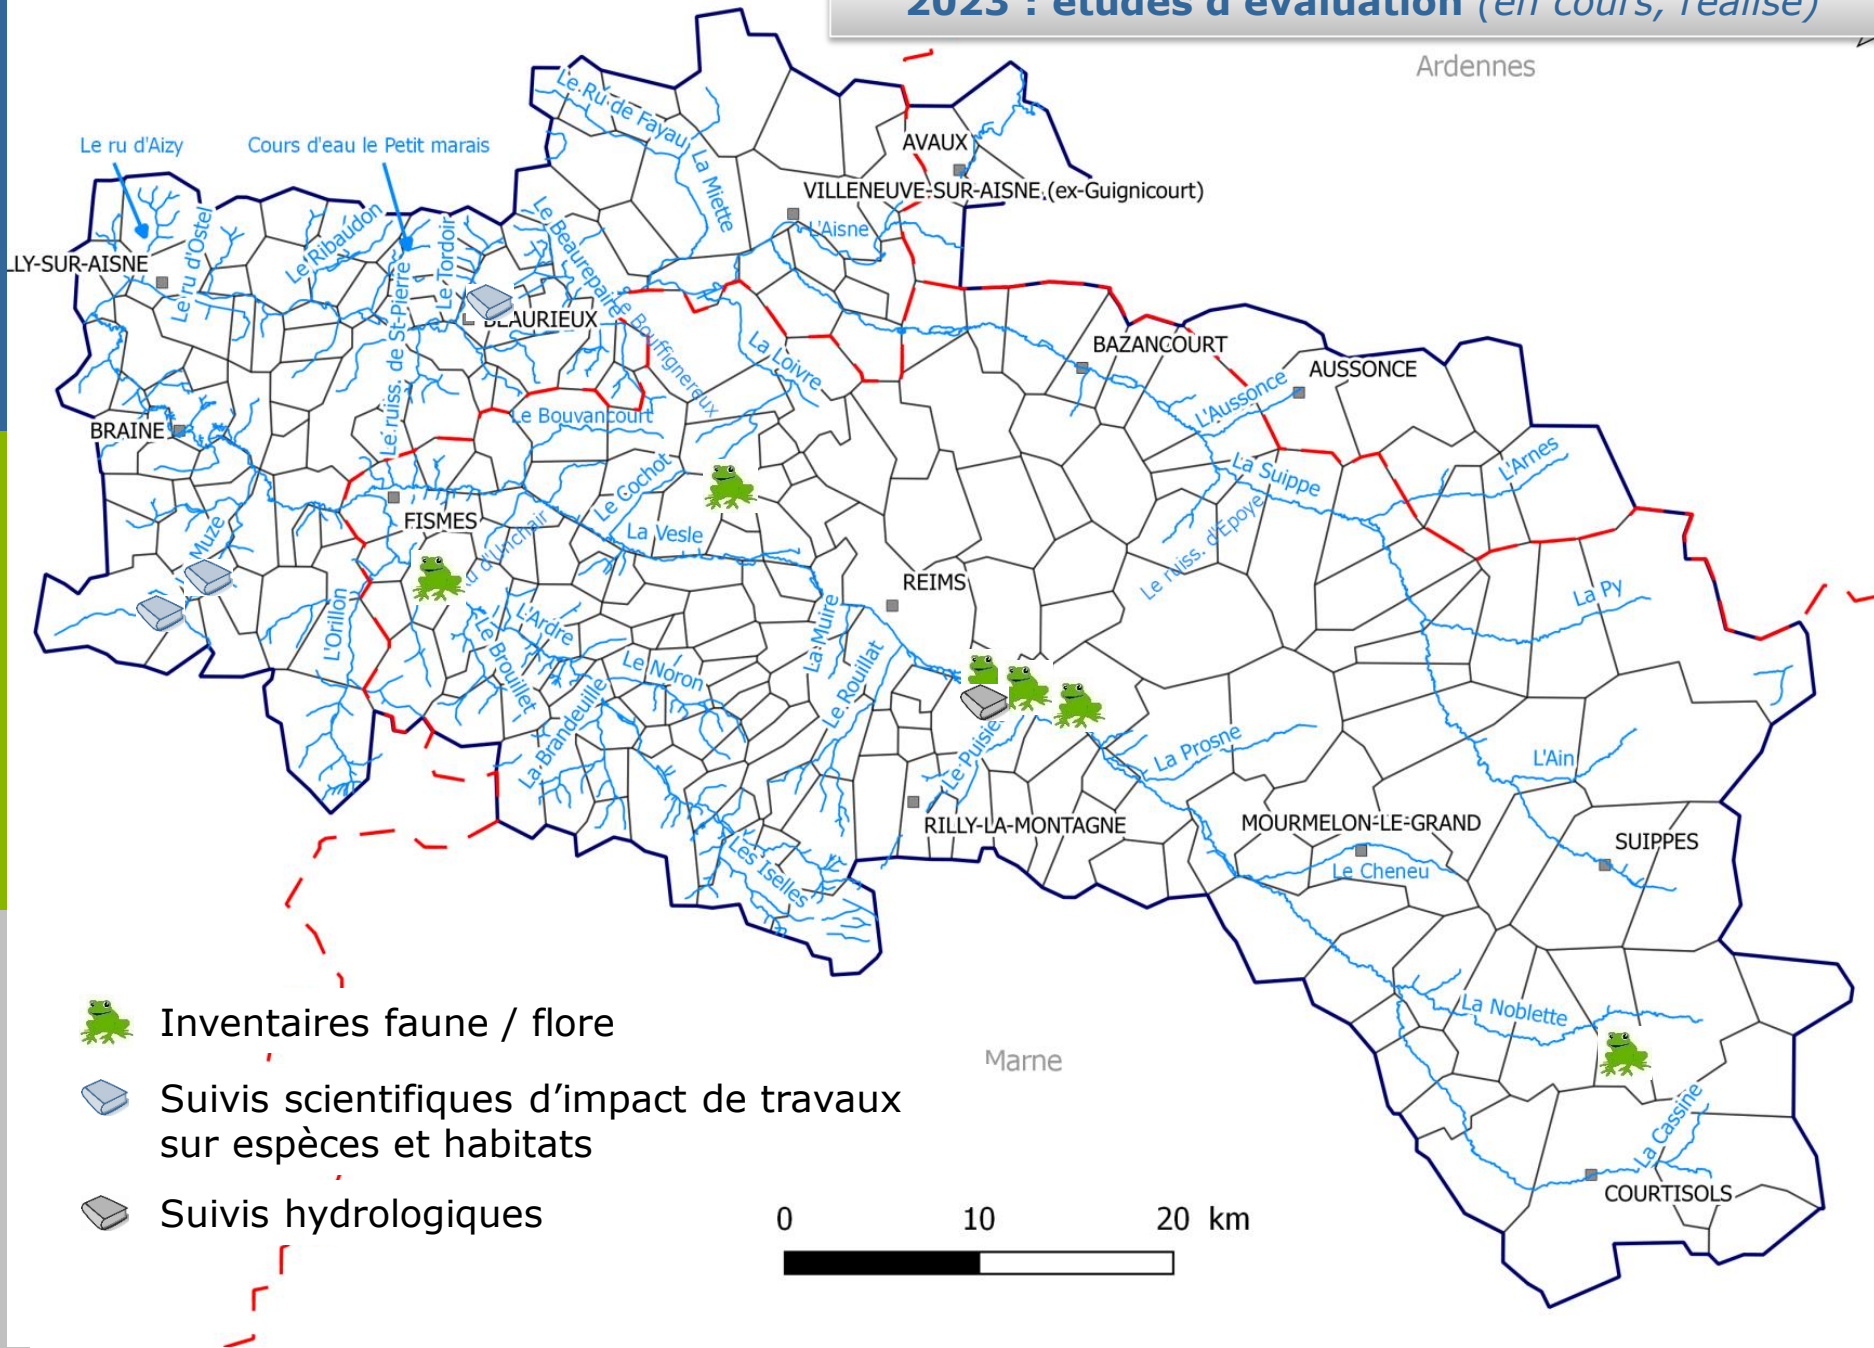 2023 : études d'évaluation (en cours, réalisé)
Ardennes
Le Ru de Fayau
Le ru d'Aizy
Cours d'eau le Petit marais
AVAUX
La Miette
VILLENEUVE-SUR-AISNE (ex-Guignicourt)
L'Aisne
Le Beaurepaire
Le ru d'Ostel
Le Ribaudon
Le Tordoir
LLY-SUR-AISNE
Le ruiss. de St-Pierre
BEAURIEUX
Le Bouffignereux
La Loivre
BAZANCOURT
AUSSONCE
L'Aussonce
Le Bouvancourt
BRAINE
Le Cochot
La Suippe
L'Arnes
FISMES
Muze
d'Unchair
La Vesle
Le ruiss. d'Epoye
REIMS
La Py
L'Orillon
L'Ardre
Le Brouillet
Le Noron
La Muire
Le Rouillat
La Brandeuille
Le Puisie
La Prosne
L'Ain
RILLY-LA-MONTAGNE
MOURMELON-LE-GRAND
SUIPPES
Le Cheneu
Les Iselles
La Noblette
Marne
La Cassine
COURTISOLS
Inventaires faune / flore
Suivis scientifiques d'impact de travaux
sur espèces et habitats
Suivis hydrologiques
0 10 20 km